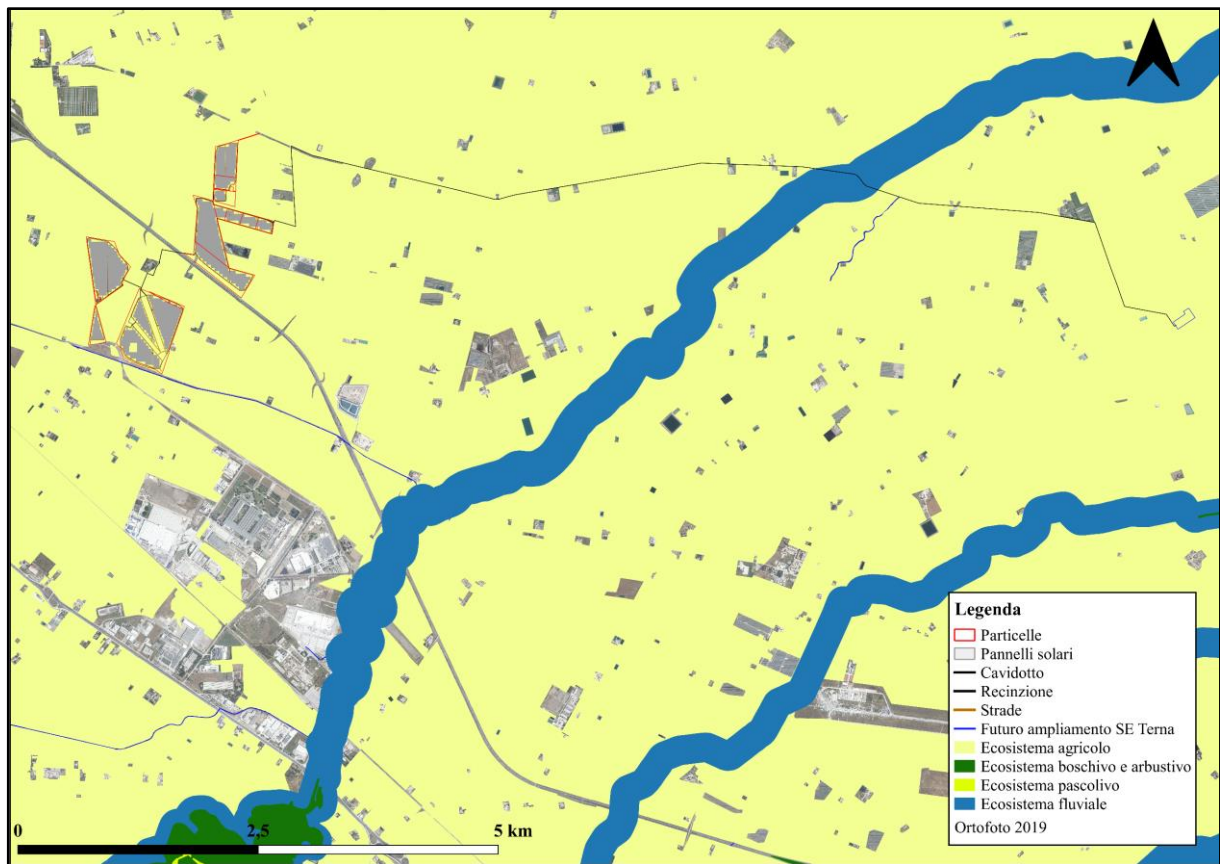 Legenda
Particelle
Pannelli solari
Cavidotto
Recinzione
Strade
Futuro ampliamento SE Terna
Ecosistema agricolo
Ecosistema boschivo e arbustivo
Ecosistema pascolivo
Ecosistema fluviale
Ortofoto 2019
0 2,5 5 km